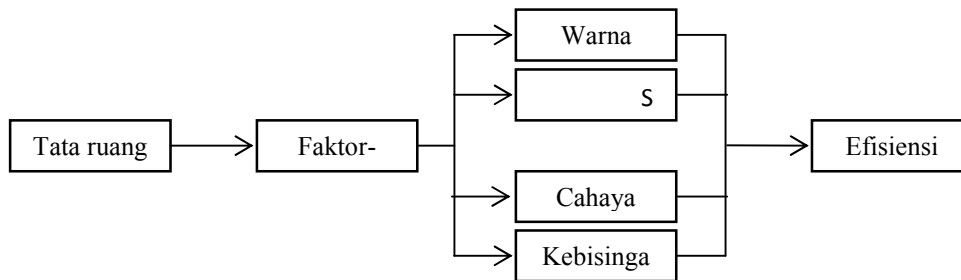 Warna
S
Tata ruang
Faktor-
Efisiensi
Cahaya
Kebisinga